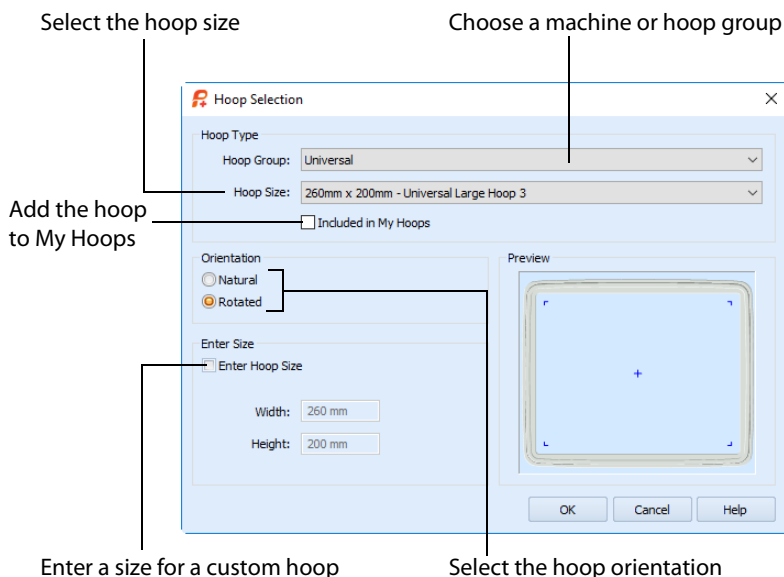 Select the hoop size
Choose a machine or hoop group
Hoop Selection
Hoop Type
Hoop Group: Universal
Hoop Size: 260mm x 200mm - Universal Large Hoop 3
Add the hoop
to My Hoops
Included in My Hoops
Orientation
Natural
Rotated
Preview
Enter Size
Enter Hoop Size
Width: 260 mm
Height: 200 mm
OK Cancel Help
Enter a size for a custom hoop
Select the hoop orientation